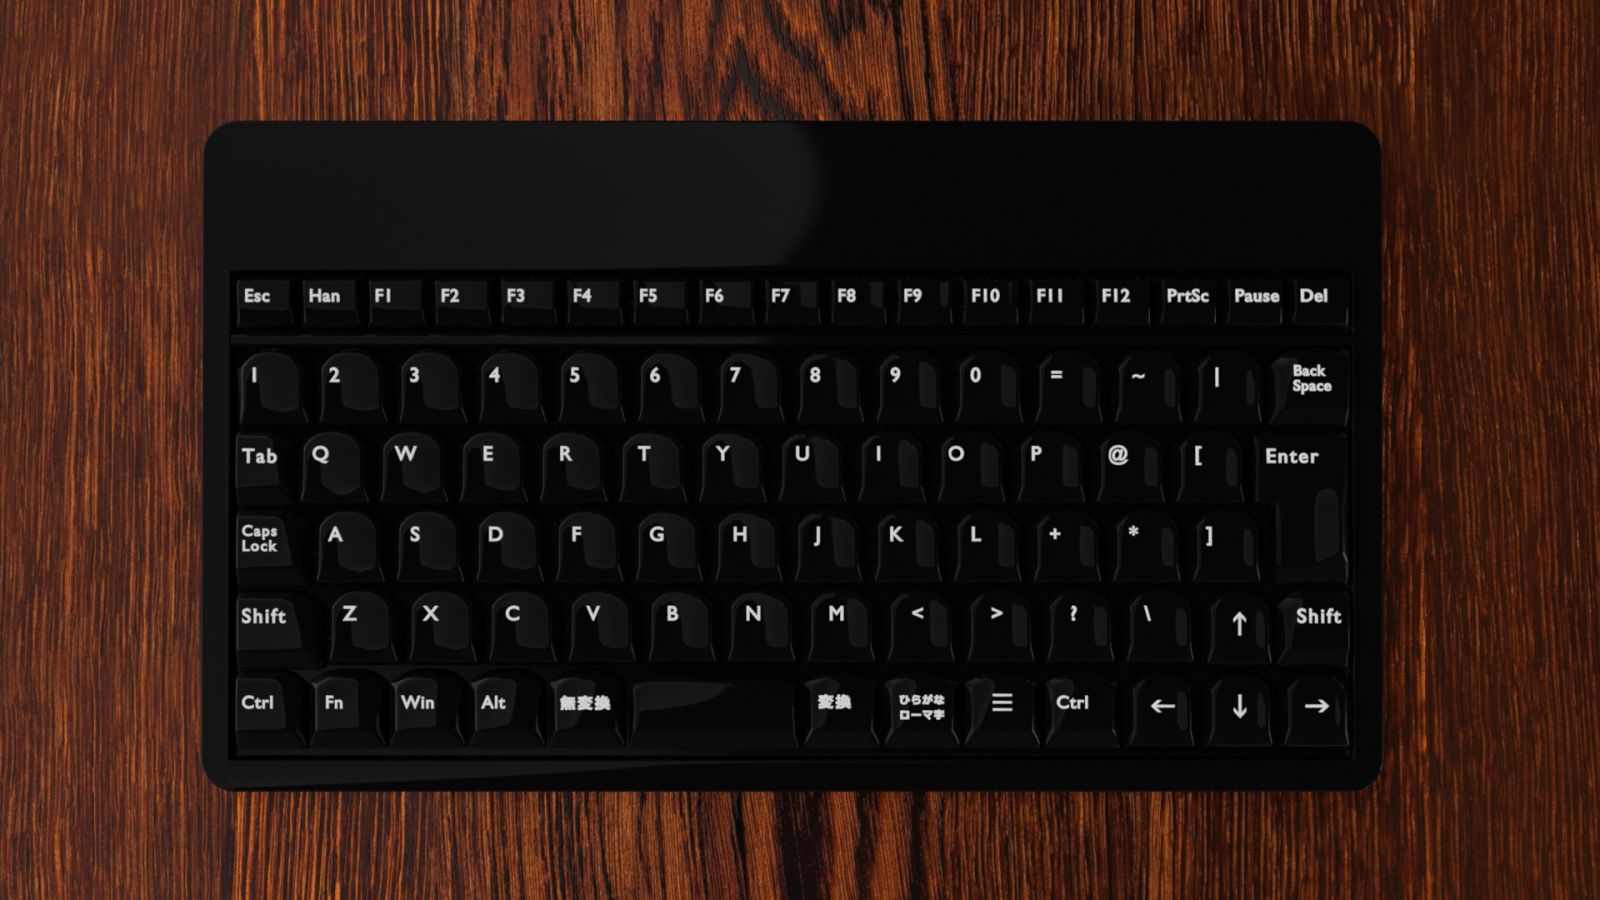 Esc Han F1 F2 F3 F4 F5 F6 F7 F8 F9 F10 F11 F12 PrtSc Pause Del
1 2 3 4 5 6 7 8 9 0 = ~ | Back Space
Tab Q W E R T Y U I O P @ [ Enter
Caps Lock A S D F G H J K L + * ]
Shift Z X C V B N M < > ? \ ↑ Shift
Ctrl Fn Win Alt 無変換 変換 ひらがな ローマ字 ☰ Ctrl ← ↓ →